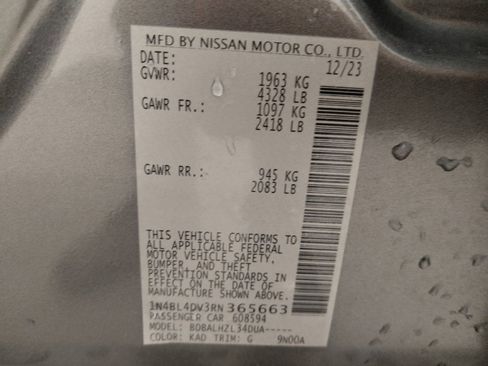 MFD BY NISSAN MOTOR CO., LTD.
DATE: 12/23
GVWR: 1963 KG
4328 LB
GAWR FR.: 1097 KG
2418 LB
GAWR RR.: 945 KG
2083 LB
THIS VEHICLE CONFORMS TO
ALL APPLICABLE FEDERAL
MOTOR VEHICLE SAFETY,
BUMPER, AND THEFT
PREVENTION STANDARDS IN
EFFECT ON THE DATE OF
MANUFACTURE SHOWN ABOVE.
1N4BL4DV3RN365663
PASSENGER CAR 608594
MODEL: BOBALHZL34DUA-----
COLOR: KAD TRIM: G 9N00A